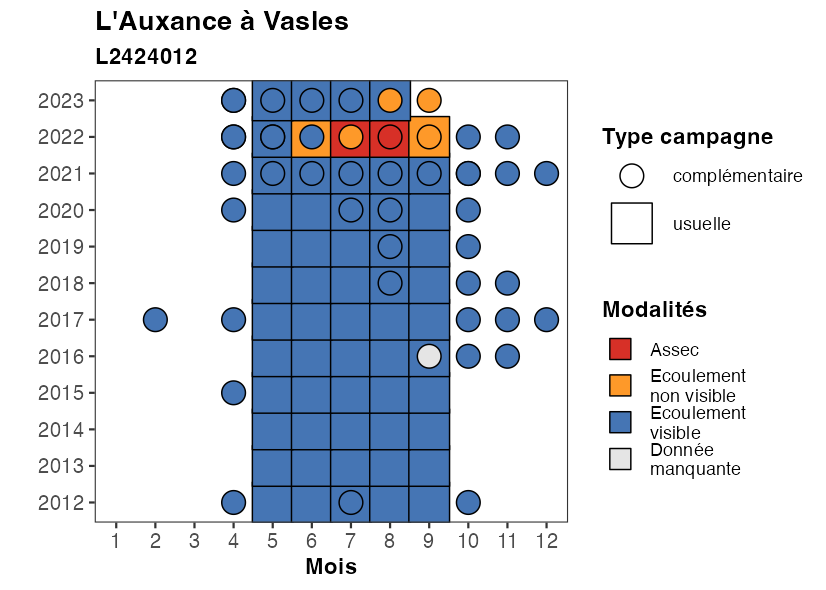 L'Auxance à Vasles
L2424012
2023
2022
2021
2020
2019
2018
2017
2016
2015
2014
2013
2012
1 2 3 4 5 6 7 8 9 10 11 12
Mois
Type campagne
complémentaire
usuelle
Modalités
Assec
Ecoulement
non visible
Ecoulement
visible
Donnée
manquante